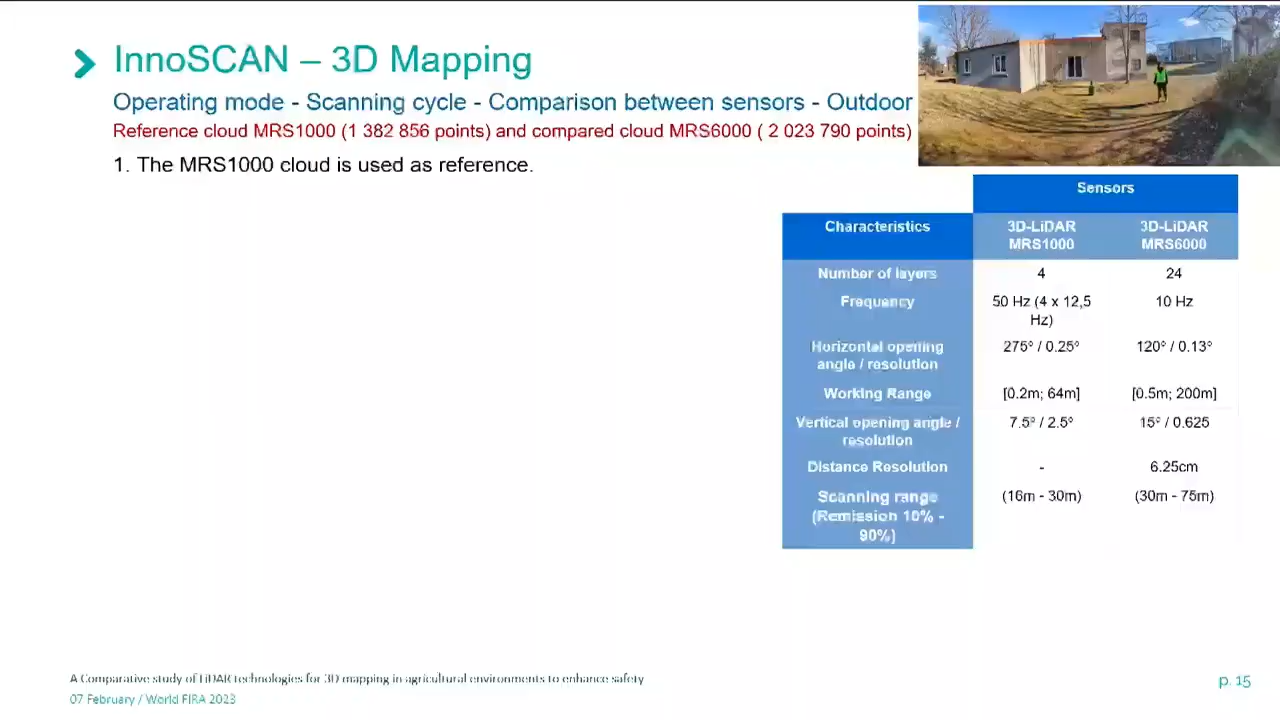 InnoSCAN – 3D Mapping
Operating mode - Scanning cycle - Comparison between sensors - Outdoor
Reference cloud MRS1000 (1 382 856 points) and compared cloud MRS6000 ( 2 023 790 points)
1. The MRS1000 cloud is used as reference.
Sensors
Characteristics
3D-LiDAR
MRS1000
3D-LiDAR
MRS6000
Number of layers
4
24
Frequency
50 Hz (4 x 12,5
Hz)
10 Hz
Horizontal opening
angle / resolution
275° / 0.25°
120° / 0.13°
Working Range
[0.2m; 64m]
[0.5m; 200m]
Vertical opening angle /
resolution
7.5° / 2.5°
15° / 0.625
Distance Resolution
-
6.25cm
Scanning range
(Remission 10% -
90%)
(16m - 30m)
(30m - 75m)
A Comparative study of LiDAR technologies for 3D mapping in agricultural environments to enhance safety
07 February / World FIRA 2023
p. 15